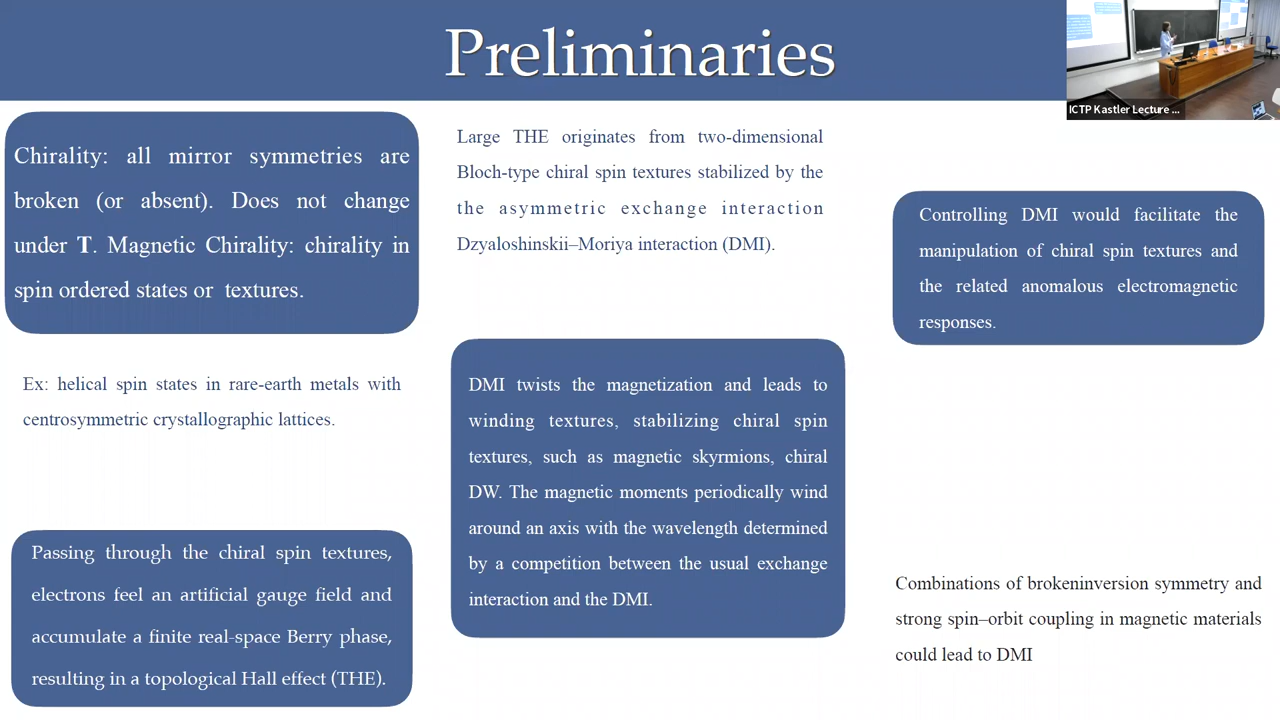 Preliminaries
ICTP Kastler Lecture ...
Chirality: all mirror symmetries are
broken (or absent). Does not change
under T. Magnetic Chirality: chirality in
spin ordered states or textures.
Ex: helical spin states in rare-earth metals with
centrosymmetric crystallographic lattices.
Passing through the chiral spin textures,
electrons feel an artificial gauge field and
accumulate a finite real-space Berry phase,
resulting in a topological Hall effect (THE).
Large THE originates from two-dimensional
Bloch-type chiral spin textures stabilized by the
the asymmetric exchange interaction
Dzyaloshinskii–Moriya interaction (DMI).
DMI twists the magnetization and leads to
winding textures, stabilizing chiral spin
textures, such as magnetic skyrmions, chiral
DW. The magnetic moments periodically wind
around an axis with the wavelength determined
by a competition between the usual exchange
interaction and the DMI.
Controlling DMI would facilitate the
manipulation of chiral spin textures and
the related anomalous electromagnetic
responses.
Combinations of brokeninversion symmetry and
strong spin–orbit coupling in magnetic materials
could lead to DMI